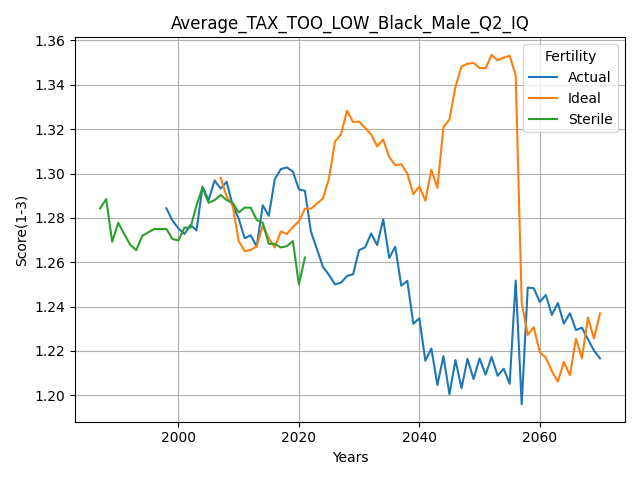 Average_TAX_TOO_LOW_Black_Male_Q2_IQ
Score(1-3)
1.36
1.34
1.32
1.30
1.28
1.26
1.24
1.22
1.20
Fertility
Actual
Ideal
Sterile
2000
2020
2040
2060
Years